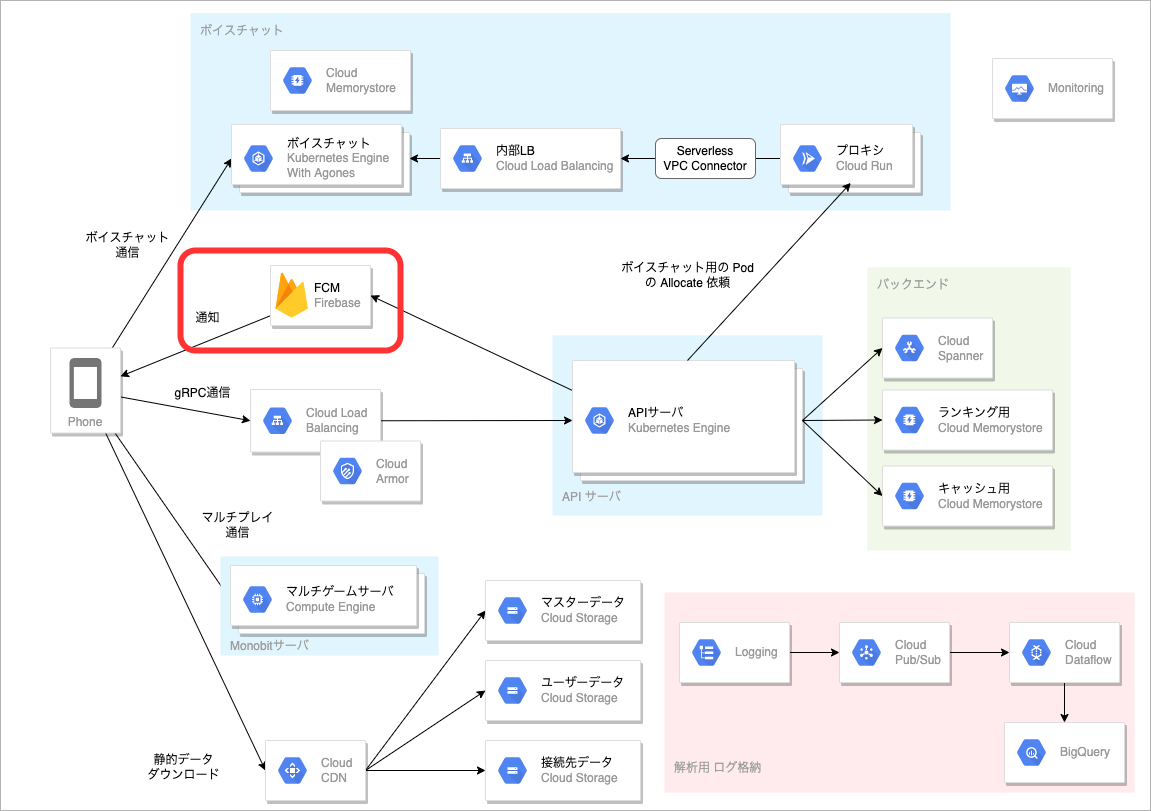 ボイスチャット
Cloud
Memorystore
Monitoring
ボイスチャット
Kubernetes Engine
With Agones
内部LB
Cloud Load Balancing
Serverless
VPC Connector
プロキシ
Cloud Run
ボイスチャット
通信
ボイスチャット用の Pod
の Allocate 依頼
FCM
Firebase
通知
バックエンド
Cloud
Spanner
Phone
gRPC通信
Cloud Load
Balancing
Cloud
Armor
APIサーバ
Kubernetes Engine
API サーバ
ランキング用
Cloud Memorystore
キャッシュ用
Cloud Memorystore
マルチプレイ
通信
マルチゲームサーバ
Compute Engine
Monobitサーバ
マスターデータ
Cloud Storage
ユーザーデータ
Cloud Storage
接続先データ
Cloud Storage
静的データ
ダウンロード
Cloud
CDN
Logging
Cloud
Pub/Sub
Cloud
Dataflow
BigQuery
解析用 ログ格納